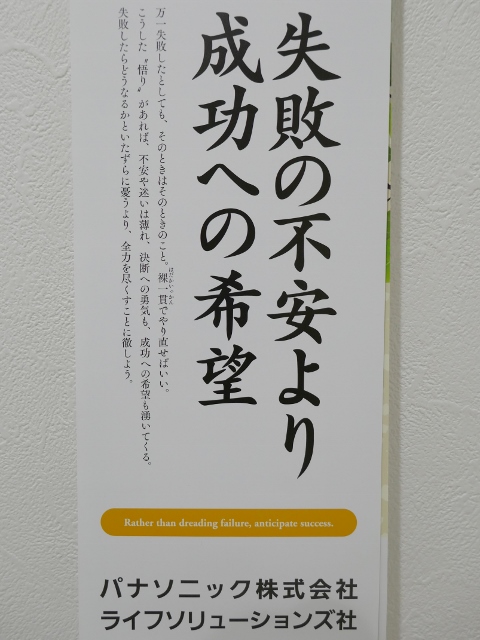 失敗の不安より
成功への希望
万一失敗したとしても、そのときはそのときのこと。裸一貫でやり直せばいい。
はだかいっかん
こうした〝悟り〟があれば、不安や迷いは薄れ、決断への勇気も、成功への希望も湧いてくる。
失敗したらどうなるかといたずらに憂うより、全力を尽くすことに徹しよう。
Rather than dreading failure, anticipate success.
パナソニック株式会社
ライフソリューションズ社